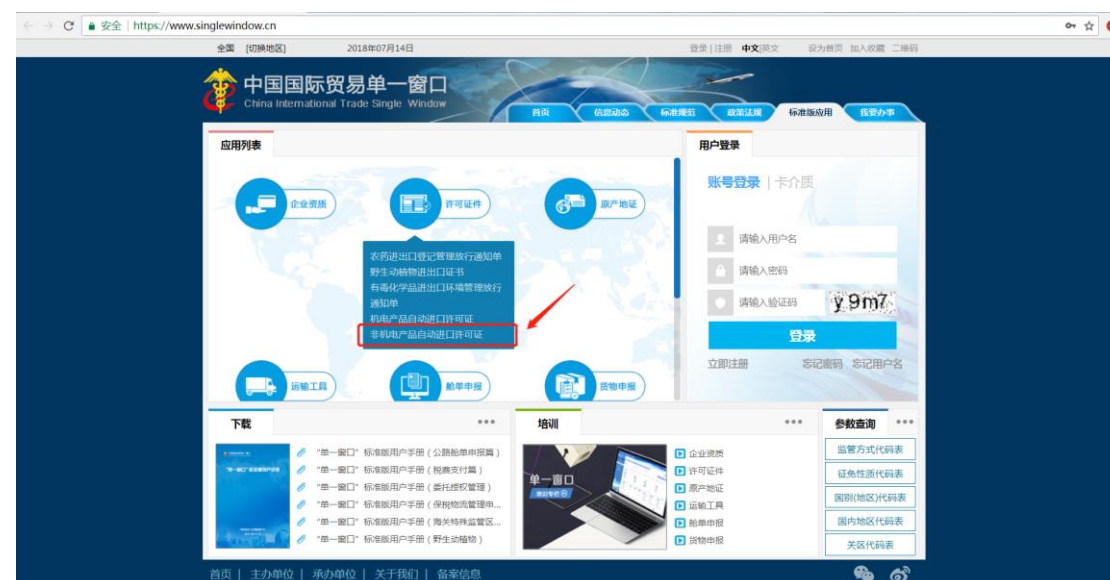 安全 | https://www.singlewindow.cn
全国 [切换地区] 2018年07月14日 登录 | 注册 中文|英文 设为首页 加入收藏 二维码
中国国际贸易单一窗口
China International Trade Single Window
首页 信息动态 标准规范 政策法规 标准版应用 我要办事
应用列表
企业资质 许可证件 原产地证
农药进出口登记管理放行通知单
野生动植物进出口证书
有毒化学品进出口环境管理放行
通知单
机电产品自动进口许可证
非机电产品自动进口许可证
运输工具 舱单申报 货物申报
用户登录
账号登录 | 卡介质
请输入用户名
请输入密码
请输入验证码 y9m7
登录
立即注册 忘记密码 忘记用户名
下载
“单一窗口”标准版用户手册（公路舱单申报篇）
“单一窗口”标准版用户手册（税费支付篇）
“单一窗口”标准版用户手册（委托授权管理）
“单一窗口”标准版用户手册（保税物流管理申...
“单一窗口”标准版用户手册（海关特殊监管区...
“单一窗口”标准版用户手册（野生动植物）
培训
单一窗口
企业资质
许可证件
原产地证
运输工具
舱单申报
货物申报
参数查询
监管方式代码表
征免性质代码表
国别(地区)代码表
国内地区代码表
关区代码表
首页 | 主办单位 | 承办单位 | 关于我们 | 备案信息